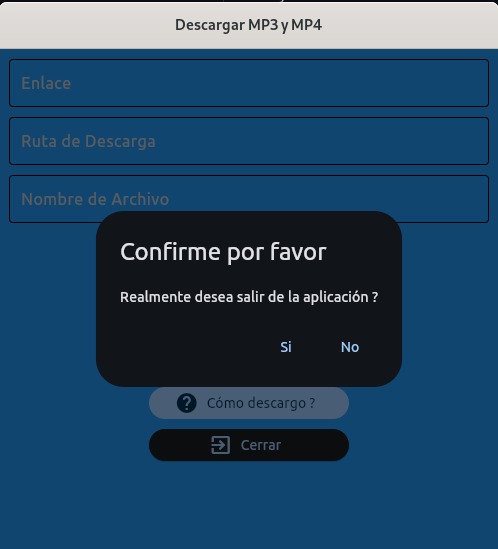 Descargar MP3 y MP4
Enlace
Ruta de Descarga
Nombre de Archivo
Confirme por favor
Realmente desea salir de la aplicación ?
Si No
Cómo descargo ?
Cerrar